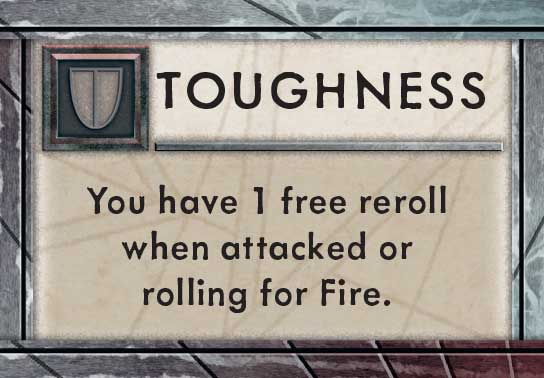 TOUGHNESS
You have 1 free reroll
when attacked or
rolling for Fire.